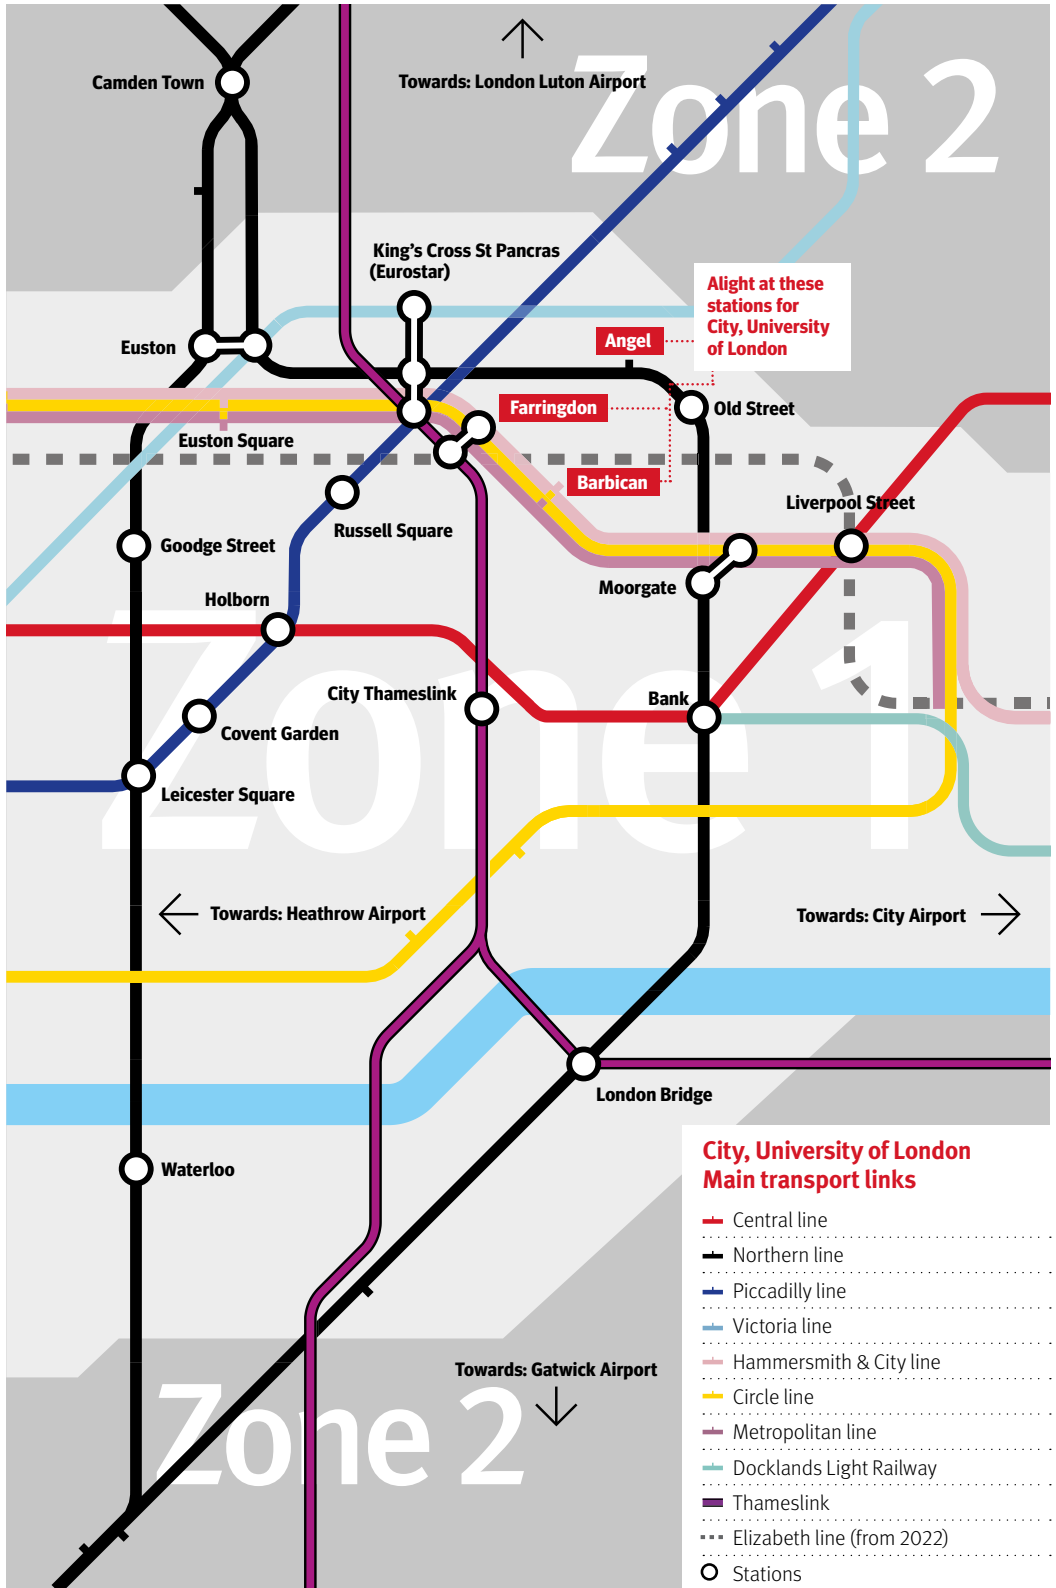 Zone 2
Camden Town
Towards: London Luton Airport
King's Cross St Pancras
(Eurostar)
Alight at these
stations for
City, University
of London
Euston
Angel
Farringdon
Old Street
Euston Square
Barbican
Liverpool Street
Russell Square
Goodge Street
Moorgate
Holborn
Zone 1
City Thameslink
Bank
Covent Garden
Leicester Square
Towards: Heathrow Airport
Towards: City Airport
London Bridge
Waterloo
Towards: Gatwick Airport
Zone 2
City, University of London
Main transport links
Central line
Northern line
Piccadilly line
Victoria line
Hammersmith & City line
Circle line
Metropolitan line
Docklands Light Railway
Thameslink
Elizabeth line (from 2022)
Stations